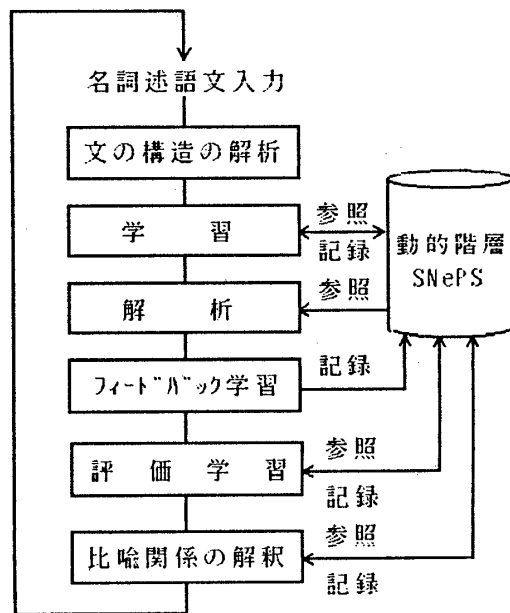 名詞述語文入力
文の構造の解析
学習
参照
記録
動的階層
SNePS
解析
参照
フィードバック学習
記録
評価学習
参照
記録
比喩関係の解釈
参照
記録